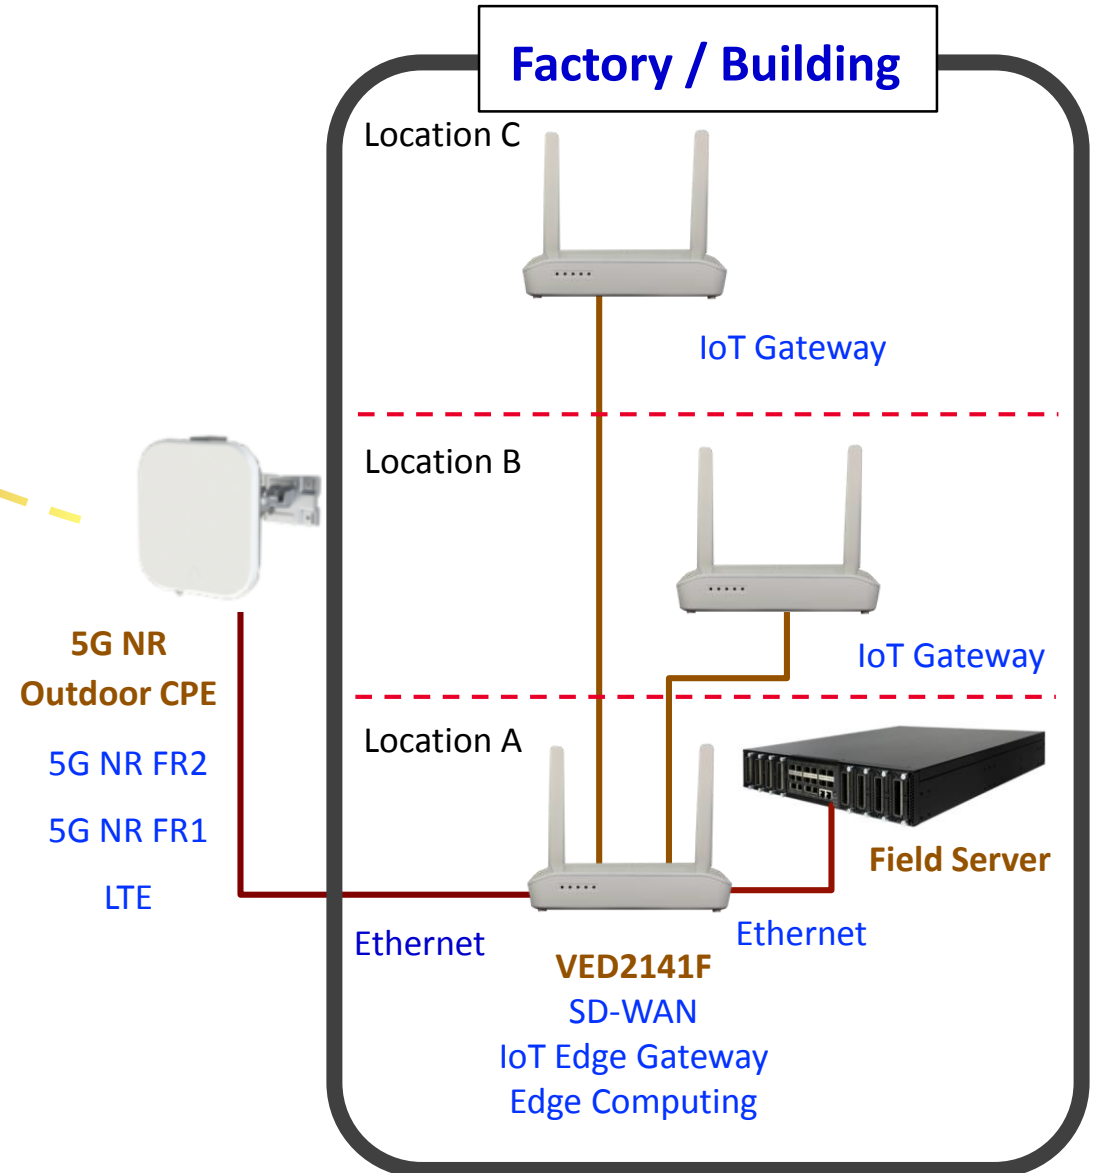 Factory / Building
Location C
IoT Gateway
Location B
IoT Gateway
5G NR
Outdoor CPE
5G NR FR2
5G NR FR1
LTE
Location A
Field Server
Ethernet
Ethernet
VED2141F
SD-WAN
IoT Edge Gateway
Edge Computing